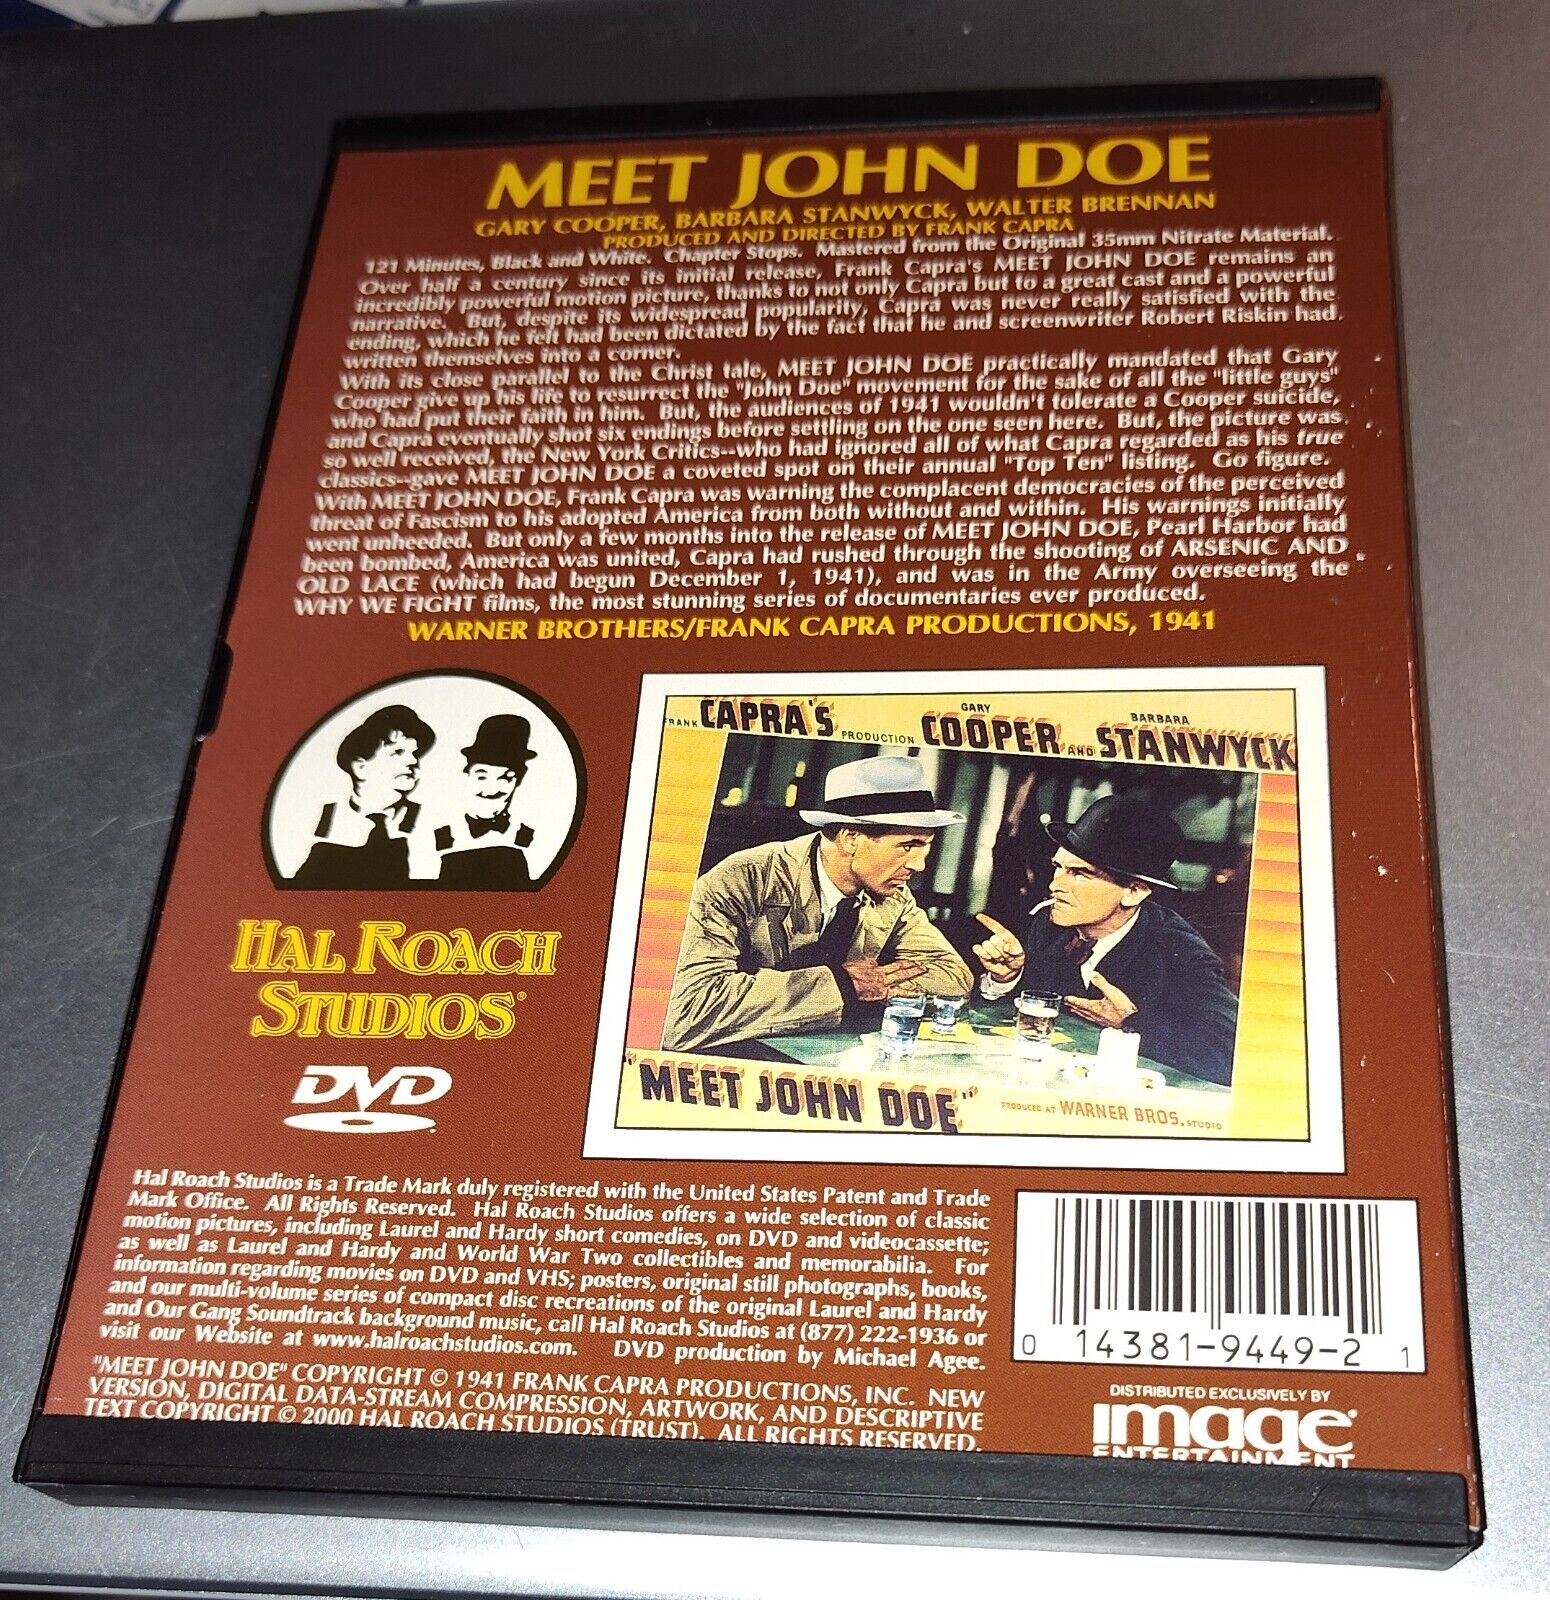 MEET JOHN DOE
GARY COOPER, BARBARA STANWYCK, WALTER BRENNAN
PRODUCED AND DIRECTED BY FRANK CAPRA
121 Minutes, Black and White. Chapter Stops. Mastered from the Original 35mm Nitrate Material.
Over half a century since its initial release, Frank Capra's MEET JOHN DOE remains an
incredibly powerful motion picture, thanks to not only Capra but to a great cast and a powerful
narrative. But, despite its widespread popularity, Capra was never really satisfied with the
ending, which he felt had been dictated by the fact that he and screenwriter Robert Riskin had
written themselves into a corner.
With its close parallel to the Christ tale, MEET JOHN DOE practically mandated that Gary
Cooper give up his life to resurrect the "John Doe" movement for the sake of all the "little guys"
who had put their faith in him. But, the audiences of 1941 wouldn't tolerate a Cooper suicide,
and Capra eventually shot six endings before settling on the one seen here. But, the picture was
so well received, the New York Critics--who had ignored all of what Capra regarded as his true
classics--gave MEET JOHN DOE a coveted spot on their annual "Top Ten" listing. Go figure.
With MEET JOHN DOE, Frank Capra was warning the complacent democracies of the perceived
threat of Fascism to his adopted America from both without and within. His warnings initially
went unheeded. But only a few months into the release of MEET JOHN DOE, Pearl Harbor had
been bombed, America was united, Capra had rushed through the shooting of ARSENIC AND
OLD LACE (which had begun December 1, 1941), and was in the Army overseeing the
WHY WE FIGHT films, the most stunning series of documentaries ever produced.
WARNER BROTHERS/FRANK CAPRA PRODUCTIONS, 1941
FRANK CAPRA'S PRODUCTION GARY COOPER AND BARBARA STANWYCK
"MEET JOHN DOE" PRODUCED AT WARNER BROS. STUDIO
HAL ROACH
STUDIOS®
DVD
Hal Roach Studios is a Trade Mark duly registered with the United States Patent and Trade
Mark Office. All Rights Reserved. Hal Roach Studios offers a wide selection of classic
motion pictures, including Laurel and Hardy short comedies, on DVD and videocassette;
as well as Laurel and Hardy and World War Two collectibles and memorabilia. For
information regarding movies on DVD and VHS; posters, original still photographs, books,
and our multi-volume series of compact disc recreations of the original Laurel and Hardy
and Our Gang Soundtrack background music, call Hal Roach Studios at (877) 222-1936 or
visit our Website at www.halroachstudios.com. DVD production by Michael Agee.
"MEET JOHN DOE" COPYRIGHT © 1941 FRANK CAPRA PRODUCTIONS, INC. NEW
VERSION, DIGITAL DATA-STREAM COMPRESSION, ARTWORK, AND DESCRIPTIVE
TEXT COPYRIGHT © 2000 HAL ROACH STUDIOS (TRUST). ALL RIGHTS RESERVED.
0 14381-9449-2 1
DISTRIBUTED EXCLUSIVELY BY
image®
ENTERTAINMENT